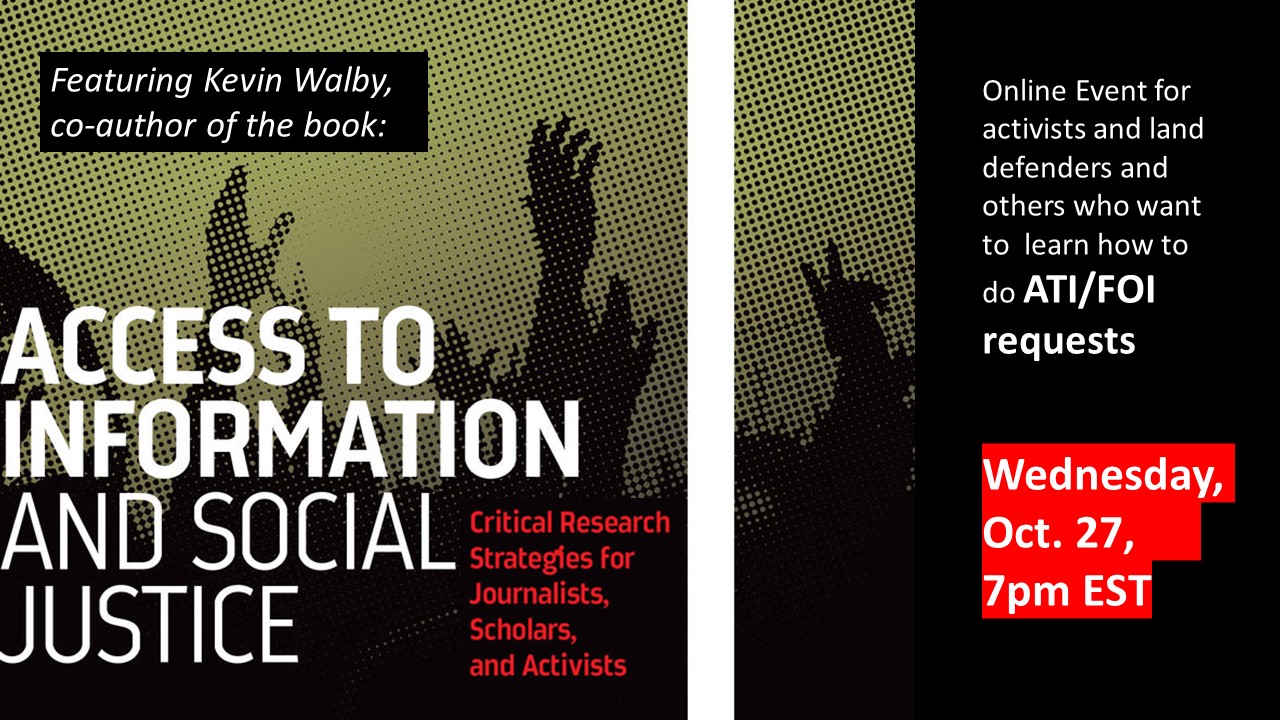 Featuring Kevin Walby,
co-author of the book:
ACCESS TO
INFORMATION
AND SOCIAL
JUSTICE
Critical Research
Strategies for
Journalists,
Scholars,
and Activists
Online Event for
activists and land
defenders and
others who want
to learn how to
do ATI/FOI
requests
Wednesday,
Oct. 27,
7pm EST